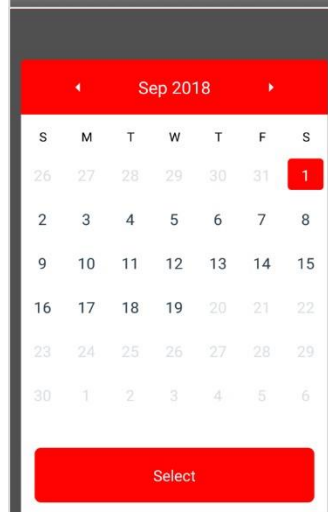 Sep 2018
S M T W T F S
26 27 28 29 30 31 1
2 3 4 5 6 7 8
9 10 11 12 13 14 15
16 17 18 19 20 21 22
23 24 25 26 27 28 29
30 1 2 3 4 5 6
Select